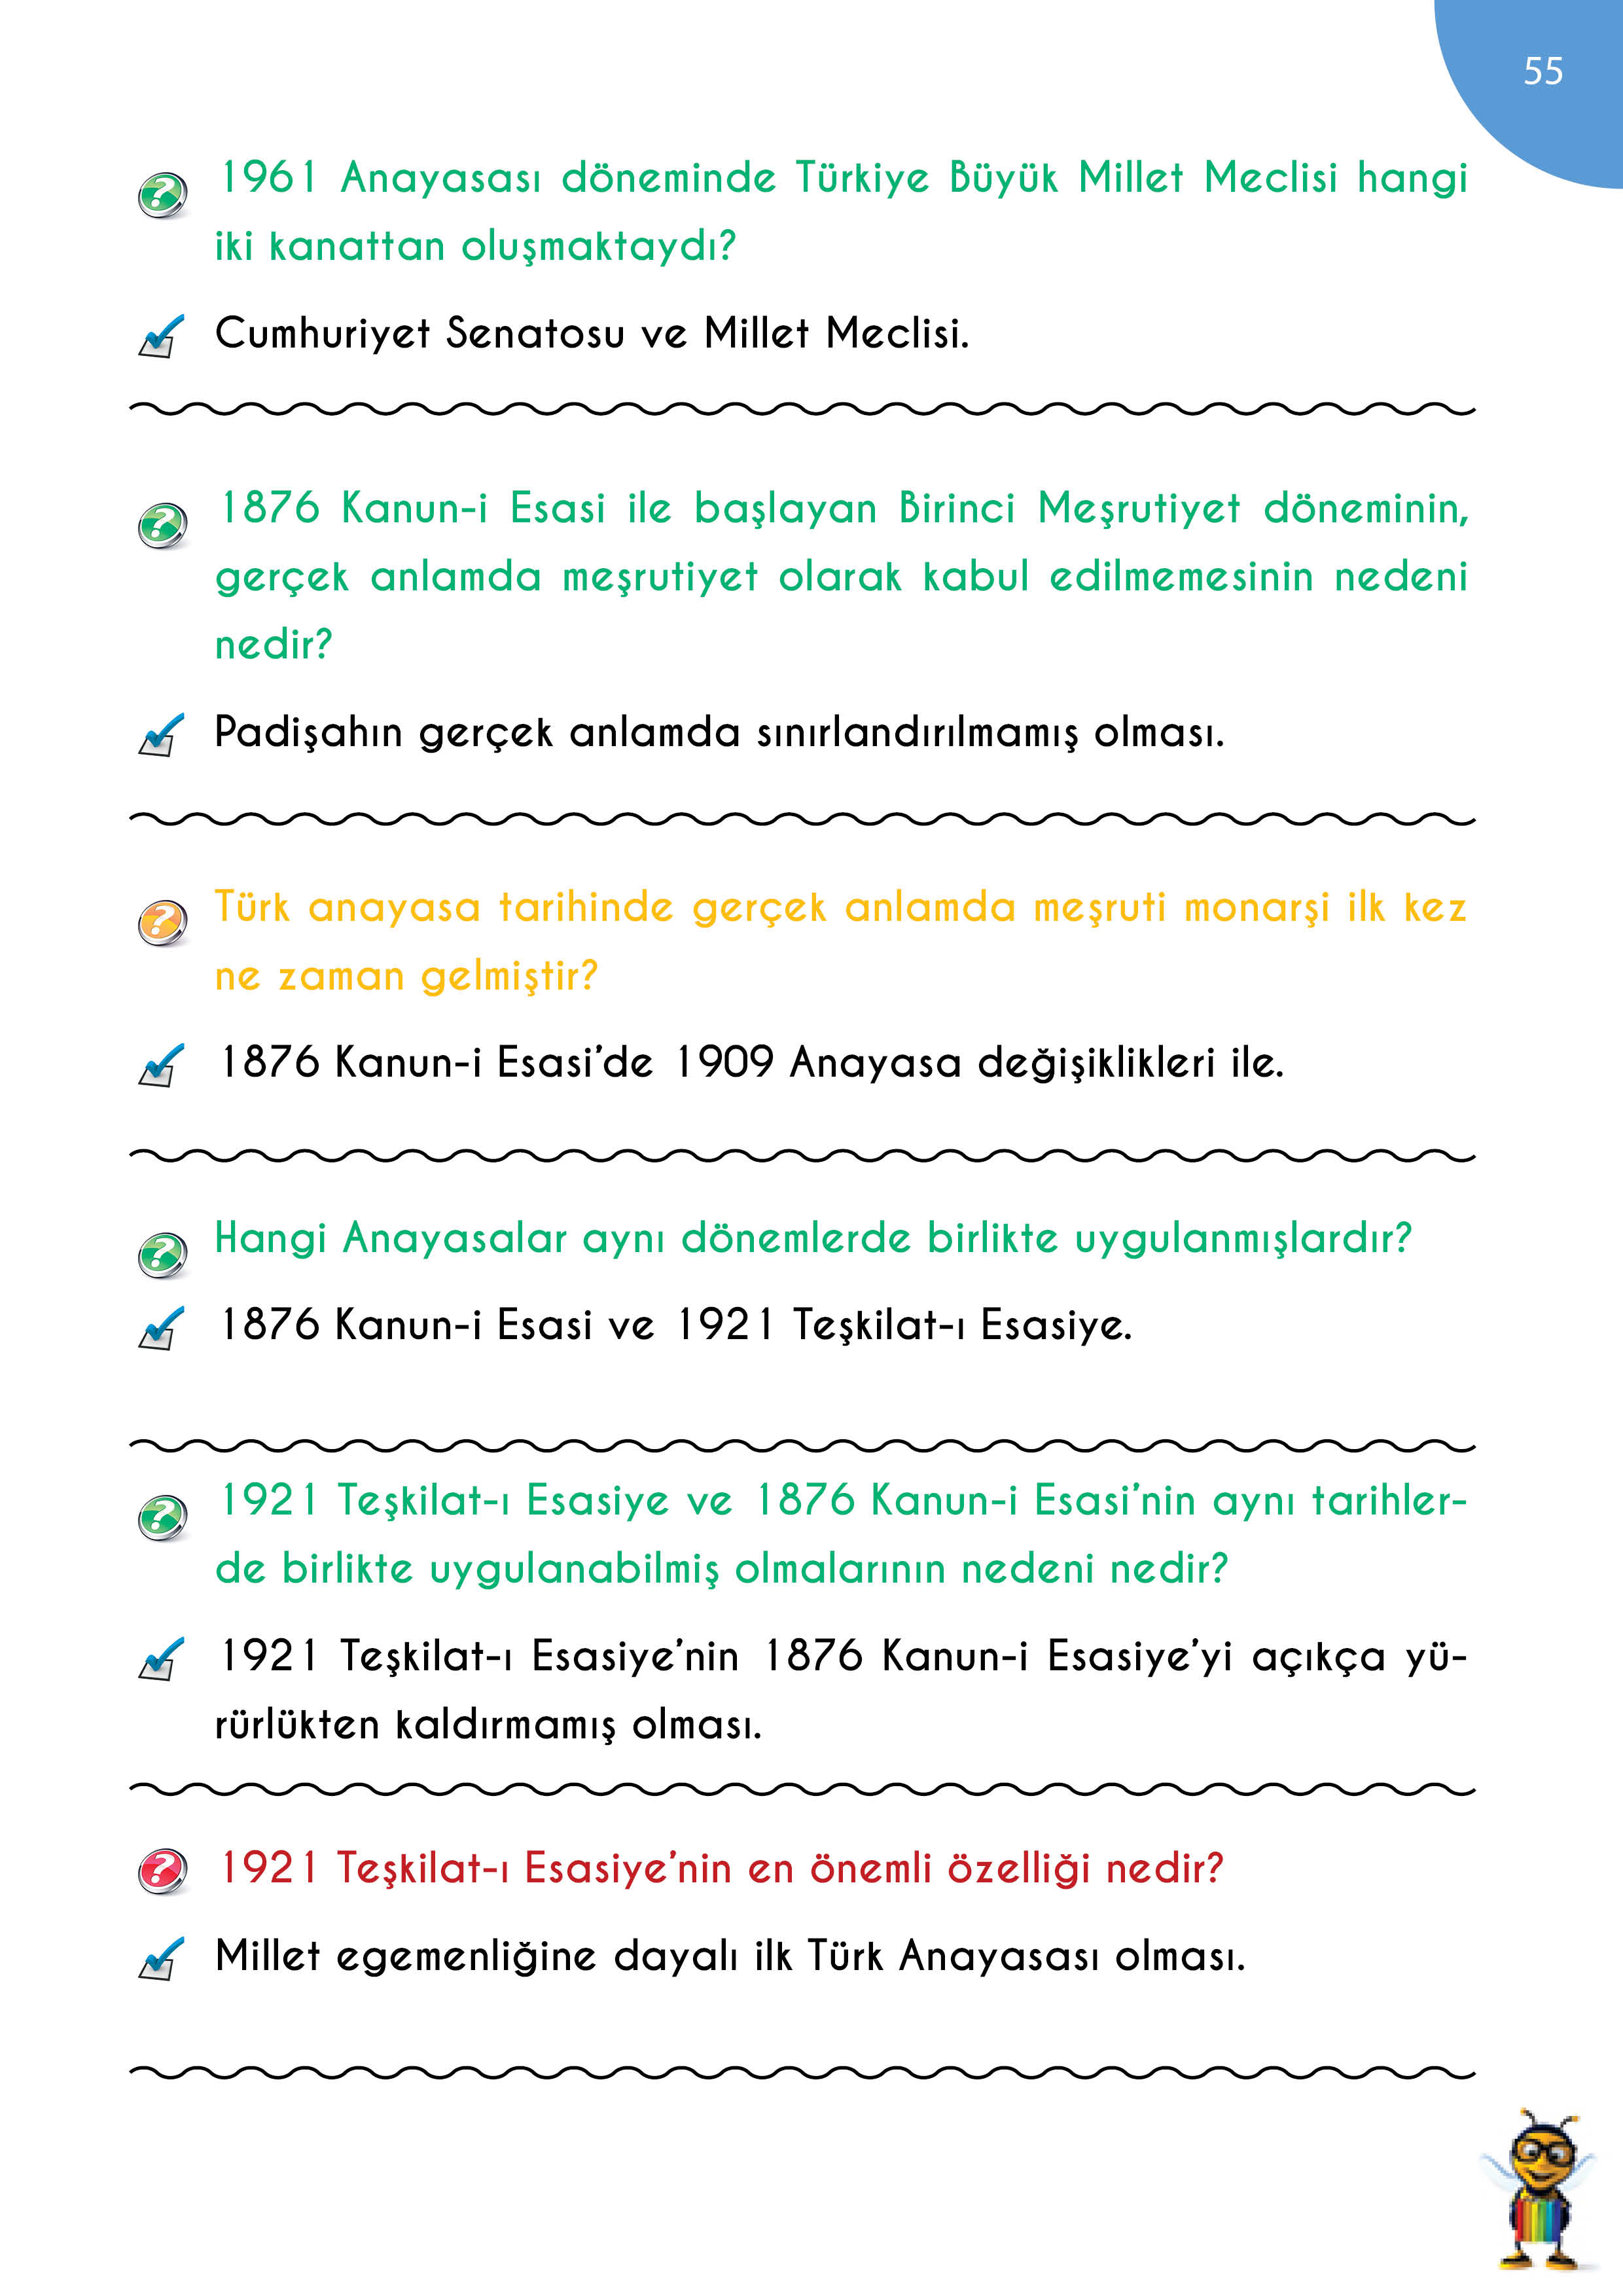 55
1961 Anayasası döneminde Türkiye Büyük Millet Meclisi hangi
iki kanattan oluşmaktaydı?
Cumhuriyet Senatosu ve Millet Meclisi.
1876 Kanun-i Esasi ile başlayan Birinci Meşrutiyet döneminin,
gerçek anlamda meşrutiyet olarak kabul edilmemesinin nedeni
nedir?
Padişahın gerçek anlamda sınırlandırılmamış olması.
Türk anayasa tarihinde gerçek anlamda meşruti monarşi ilk kez
ne zaman gelmiştir?
1876 Kanun-i Esasi’de 1909 Anayasa değişiklikleri ile.
Hangi Anayasalar aynı dönemlerde birlikte uygulanmışlardır?
1876 Kanun-i Esasi ve 1921 Teşkilat-ı Esasiye.
1921 Teşkilat-ı Esasiye ve 1876 Kanun-i Esasi’nin aynı tarihler-
de birlikte uygulanabilmiş olmalarının nedeni nedir?
1921 Teşkilat-ı Esasiye’nin 1876 Kanun-i Esasiye’yi açıkça yü-
rürlükten kaldırmamış olması.
1921 Teşkilat-ı Esasiye’nin en önemli özelliği nedir?
Millet egemenliğine dayalı ilk Türk Anayasası olması.